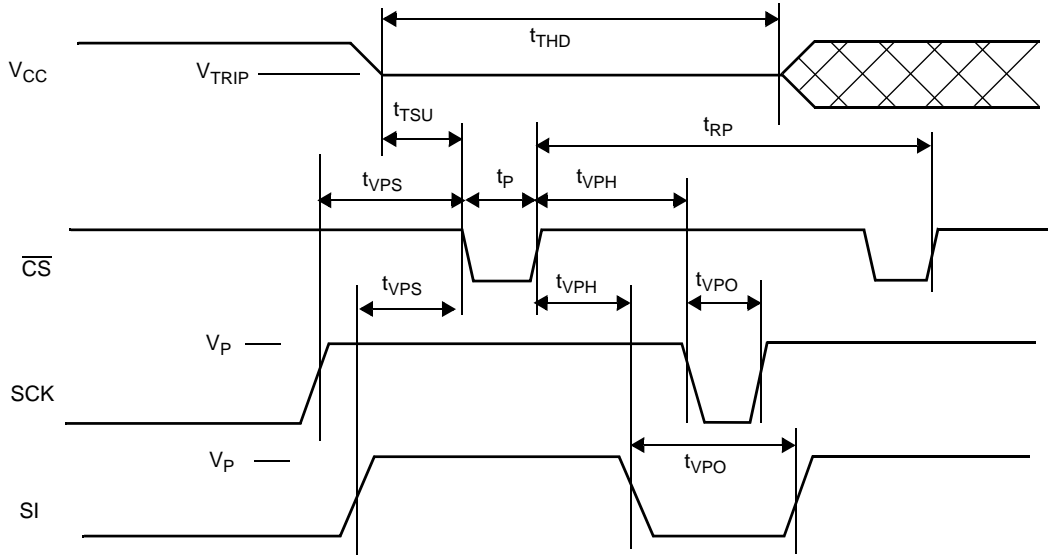 tTHD
VCC
VTRIP
tTSU
tRP
tVPS
tP
tVPH
CS
tVPS
tVPH
tVPO
VP
SCK
VP
tVPO
SI